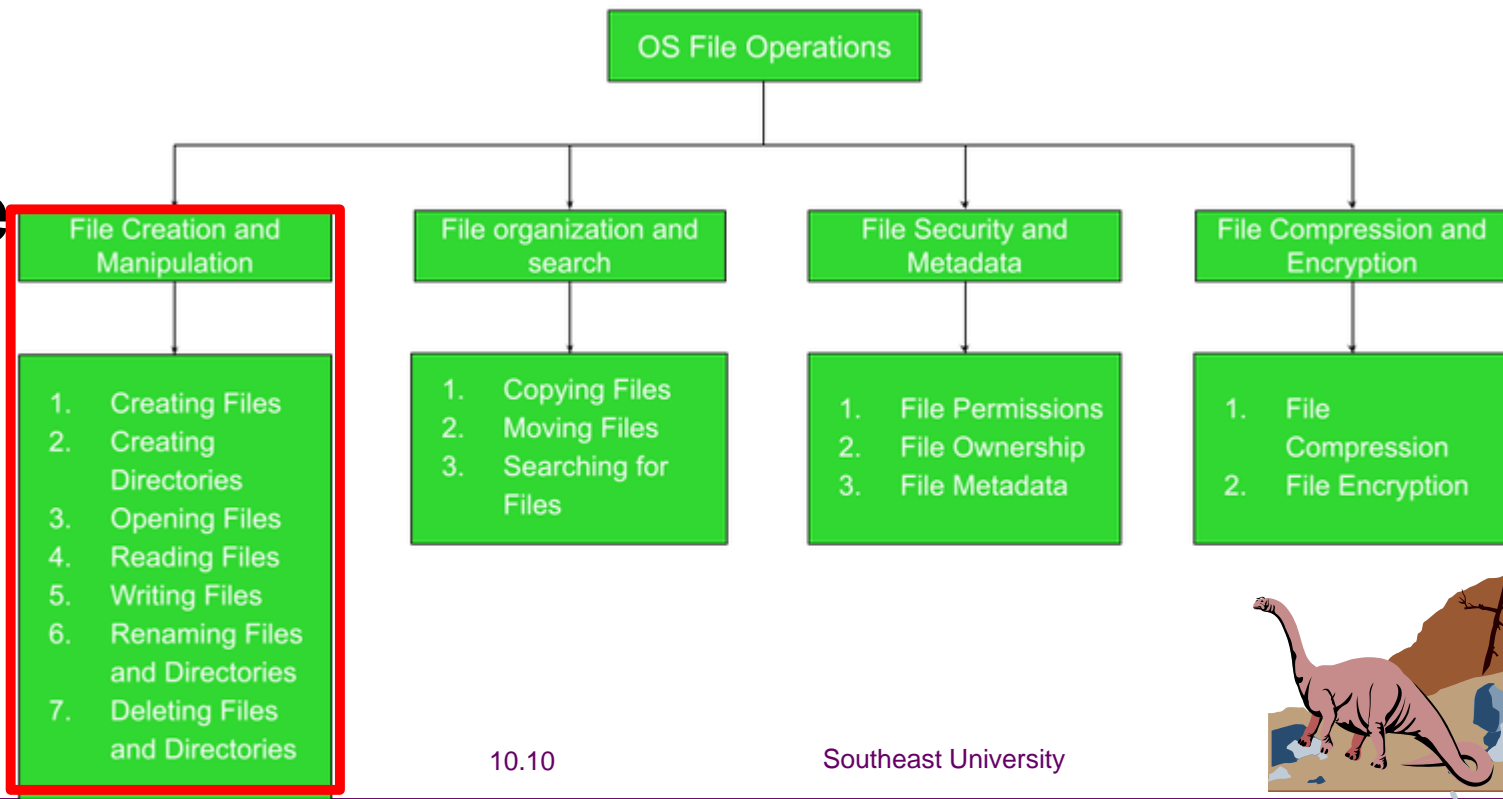 OS File Operations
e
File Creation and
Manipulation
1. Creating Files
2. Creating
Directories
3. Opening Files
4. Reading Files
5. Writing Files
6. Renaming Files
and Directories
7. Deleting Files
and Directories
File organization and
search
1. Copying Files
2. Moving Files
3. Searching for
Files
File Security and
Metadata
1. File Permissions
2. File Ownership
3. File Metadata
File Compression and
Encryption
1. File
Compression
2. File Encryption
10.10
Southeast University